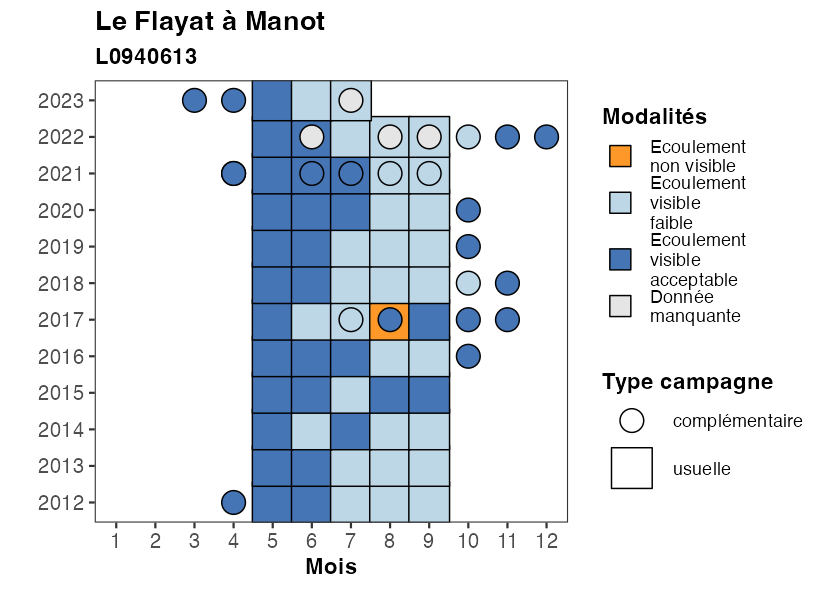 Le Flayat à Manot
L0940613
2023
2022
2021
2020
2019
2018
2017
2016
2015
2014
2013
2012
1 2 3 4 5 6 7 8 9 10 11 12
Mois
Modalités
Ecoulement
non visible
Ecoulement
visible
faible
Ecoulement
visible
acceptable
Donnée
manquante
Type campagne
complémentaire
usuelle